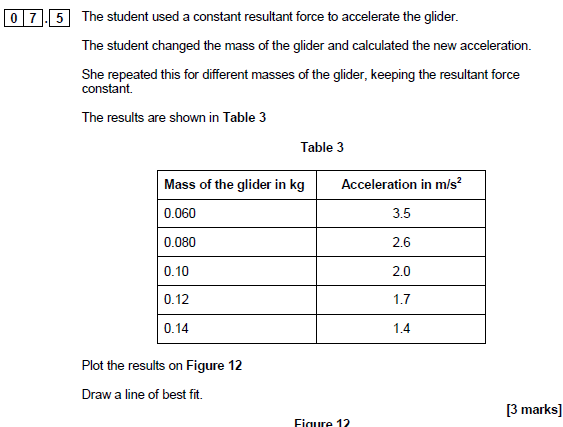 0 7 . 5 The student used a constant resultant force to accelerate the glider.
The student changed the mass of the glider and calculated the new acceleration.
She repeated this for different masses of the glider, keeping the resultant force
constant.
The results are shown in Table 3
Table 3
Mass of the glider in kg Acceleration in m/s²
0.060 3.5
0.080 2.6
0.10 2.0
0.12 1.7
0.14 1.4
Plot the results on Figure 12
Draw a line of best fit.
[3 marks]
Figure 12